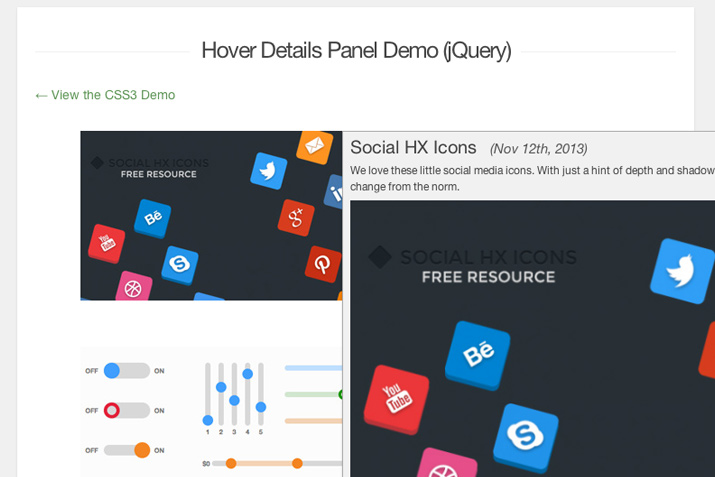 Hover Details Panel Demo (jQuery)
← View the CSS3 Demo
SOCIAL HX ICONS
FREE RESOURCE
in
Bē
g+
You
Tube
Social HX Icons (Nov 12th, 2013)
We love these little social media icons. With just a hint of depth and shadow
change from the norm.
SOCIAL HX ICONS
FREE RESOURCE
Bē
You
Tube
OFF ON
OFF ON
OFF ON
1 2 3 4 5
$0